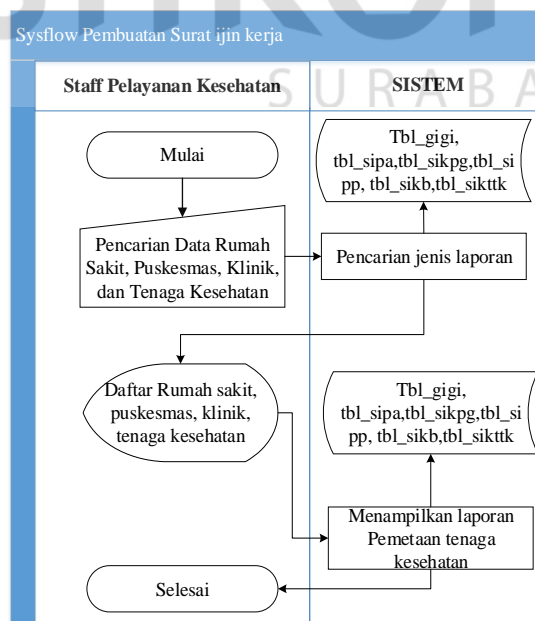 Sysflow Pembuatan Surat ijin kerja
Staff Pelayanan Kesehatan
SISTEM
SURABA
Mulai
Tbl_gigi,
tbl_sipa,tbl_sikpg,tbl_si
pp, tbl_sikb,tbl_sikttk
Pencarian Data Rumah
Sakit, Puskesmas, Klinik,
dan Tenaga Kesehatan
Pencarian jenis laporan
Daftar Rumah sakit,
puskesmas, klinik,
tenaga kesehatan
Tbl_gigi,
tbl_sipa,tbl_sikpg,tbl_si
pp, tbl_sikb,tbl_sikttk
Menampilkan laporan
Pemetaan tenaga
kesehatan
Selesai